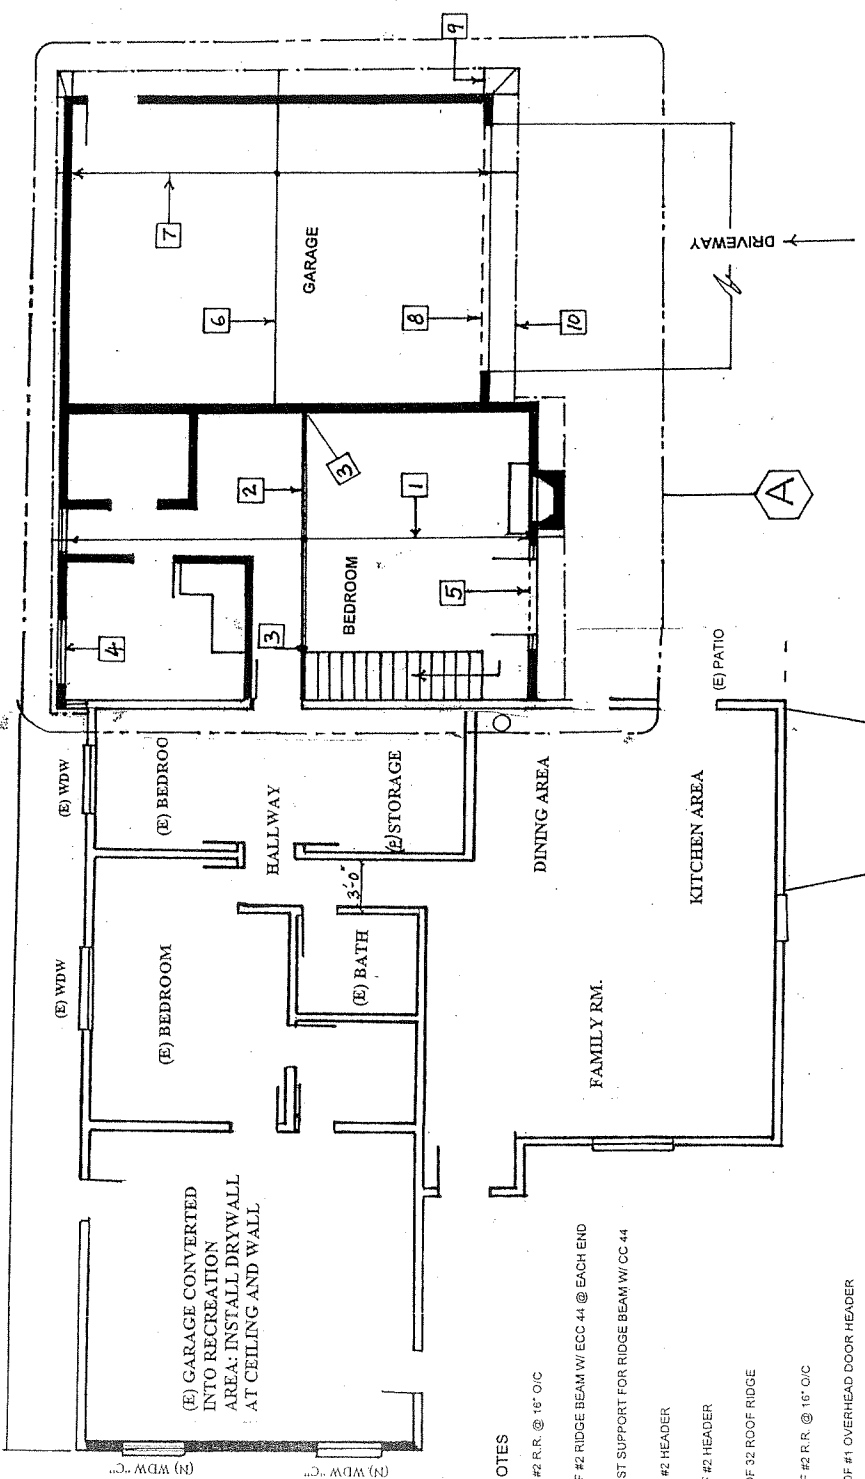 9
7
GARAGE
6
8
10
DRIVEWAY
2
3
1
A
BEDROOM
5
4
3
(E) PATIO
(E) WDW
(E) BEDROO
HALLWAY
(E) STORAGE
DINING AREA
KITCHEN AREA
3'-0"
(E) WDW
(E) BEDROOM
(E) BATH
FAMILY RM.
(E) GARAGE CONVERTED
INTO RECREATION
AREA: INSTALL DRYWALL
AT CEILING AND WALL
(N) WDW "C"
(N) WDW "C"
OTES
#2 R.R. @ 16" O/C
F #2 RIDGE BEAM W/ ECC 44 @ EACH END
ST SUPPORT FOR RIDGE BEAM W/ CC 44
#2 HEADER
#2 HEADER
OF 32 ROOF RIDGE
F #2 R.R. @ 16" O/C
F #1 OVERHEAD DOOR HEADER